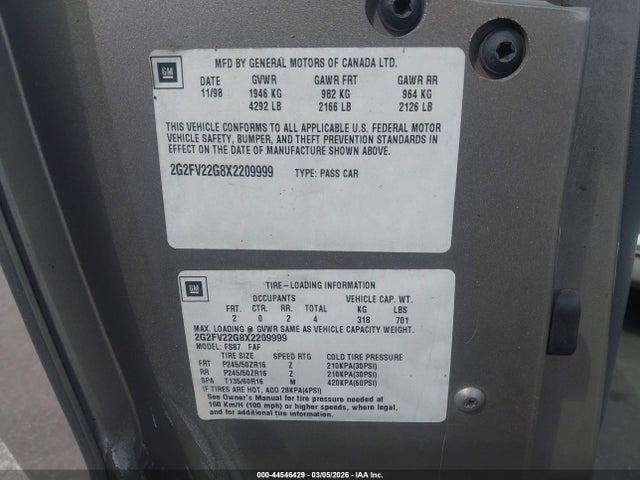 GM
MFD BY GENERAL MOTORS OF CANADA LTD.
DATE GVWR GAWR FRT GAWR RR
11/98 1946 KG 982 KG 964 KG
4292 LB 2166 LB 2126 LB
THIS VEHICLE CONFORMS TO ALL APPLICABLE U.S. FEDERAL MOTOR
VEHICLE SAFETY, BUMPER, AND THEFT PREVENTION STANDARDS IN
EFFECT ON THE DATE OF MANUFACTURE SHOWN ABOVE.
2G2FV22G8X2209999 TYPE: PASS CAR
GM
TIRE-LOADING INFORMATION
OCCUPANTS VEHICLE CAP. WT.
FRT. CTR. RR. TOTAL KG LBS
2 0 2 4 318 701
MAX. LOADING @ GVWR SAME AS VEHICLE CAPACITY WEIGHT.
2G2FV22G8X2209999
MODEL: FS87 FAF
TIRE SIZE SPEED RTG COLD TIRE PRESSURE
FRT P245/50ZR16 Z 210KPA(30PSI)
RR P245/50ZR16 Z 210KPA(30PSI)
SPA T135/60R16 M 420KPA(60PSI)
IF TIRES ARE HOT, ADD 28KPA(4PSI)
See Owner's Manual for tire pressure needed at
160 Km/H (100 mph) or higher speeds, where legal,
and for additional tire information.
000-44546429 - 03/05/2026 - IAAI.com